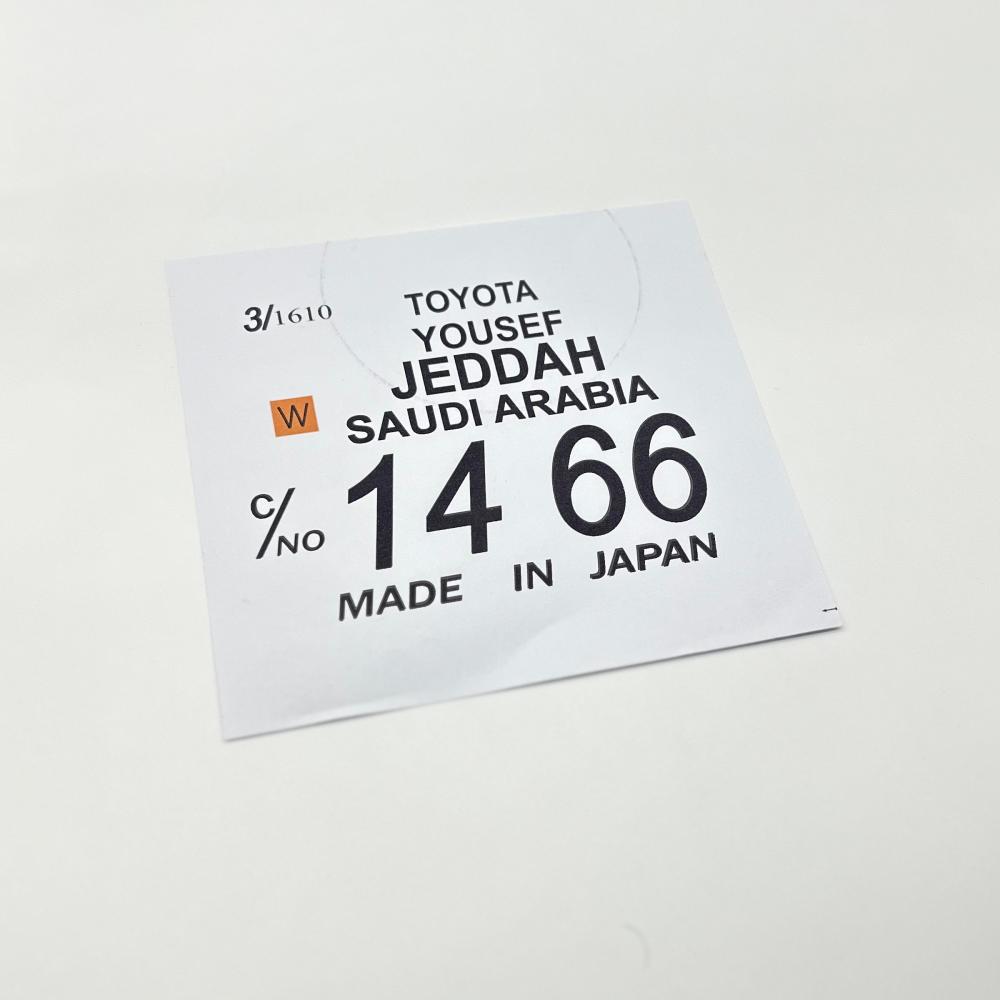 3/1610
TOYOTA
YOUSEF
JEDDAH
SAUDI ARABIA
W
C/NO 14 66
MADE IN JAPAN